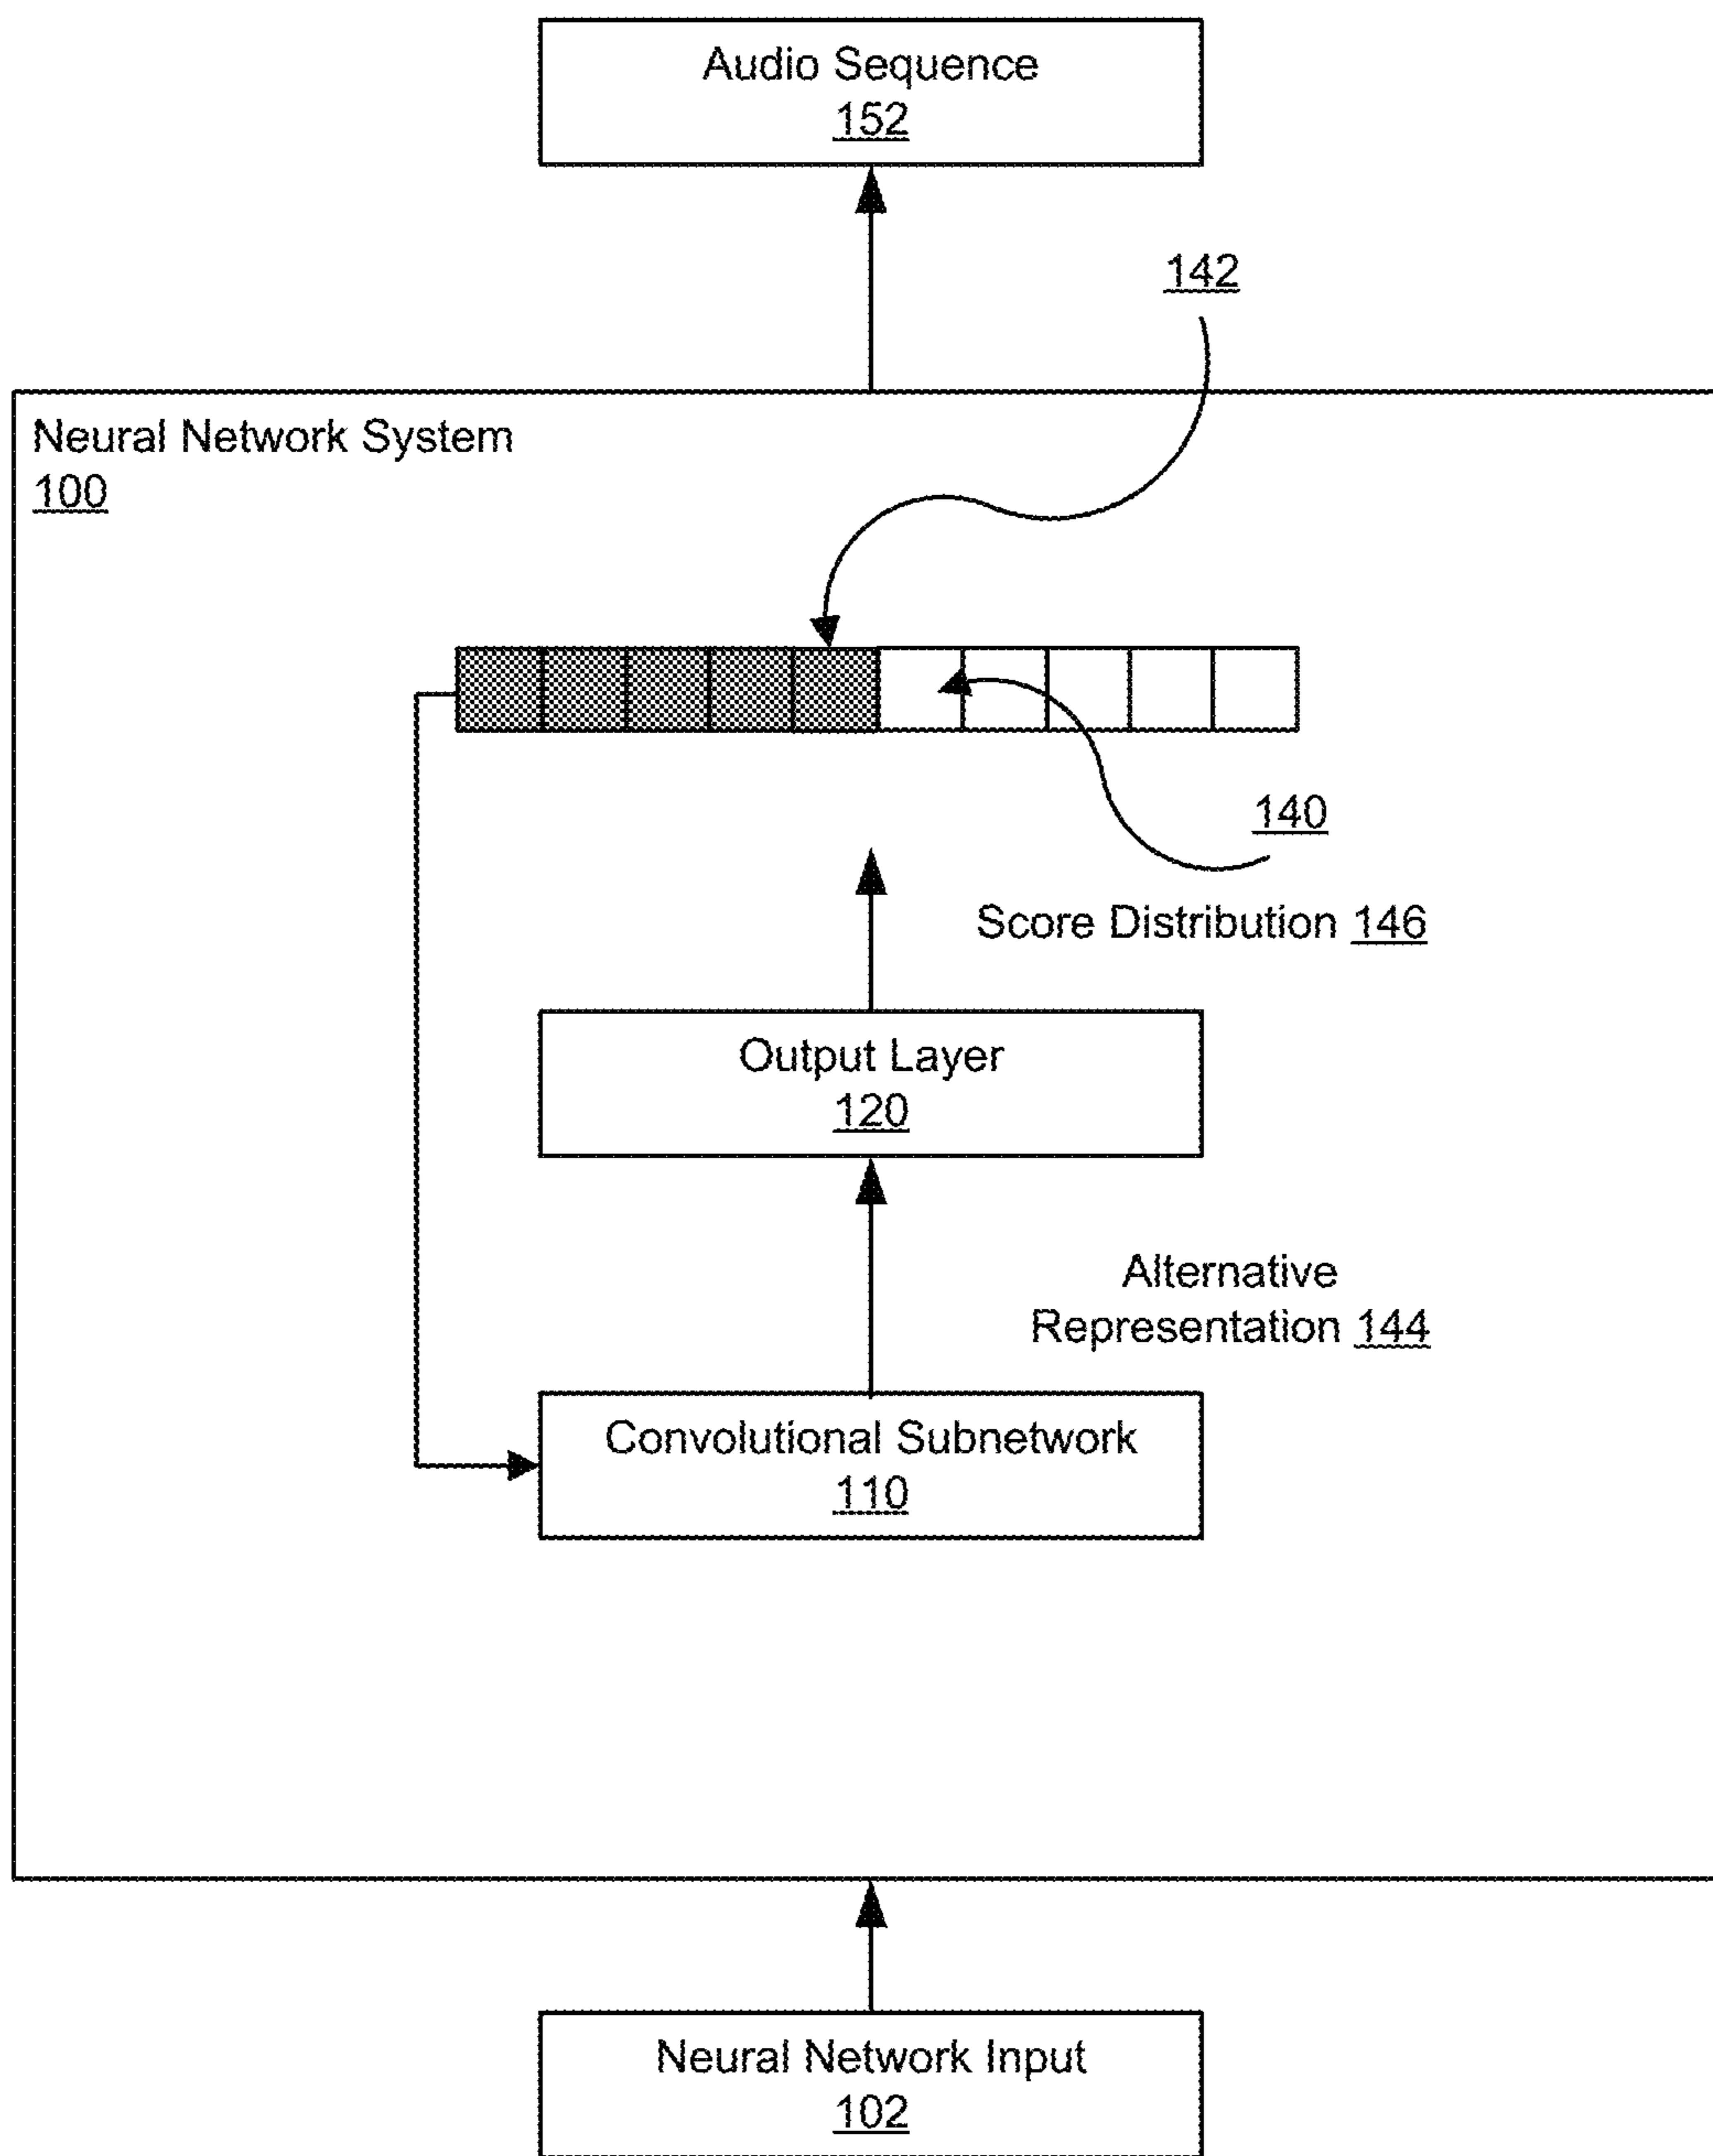 Audio Sequence
152
142
Neural Network System
100
140
Score Distribution 146
Output Layer
120
Alternative
Representation 144
Convolutional Subnetwork
110
Neural Network Input
102